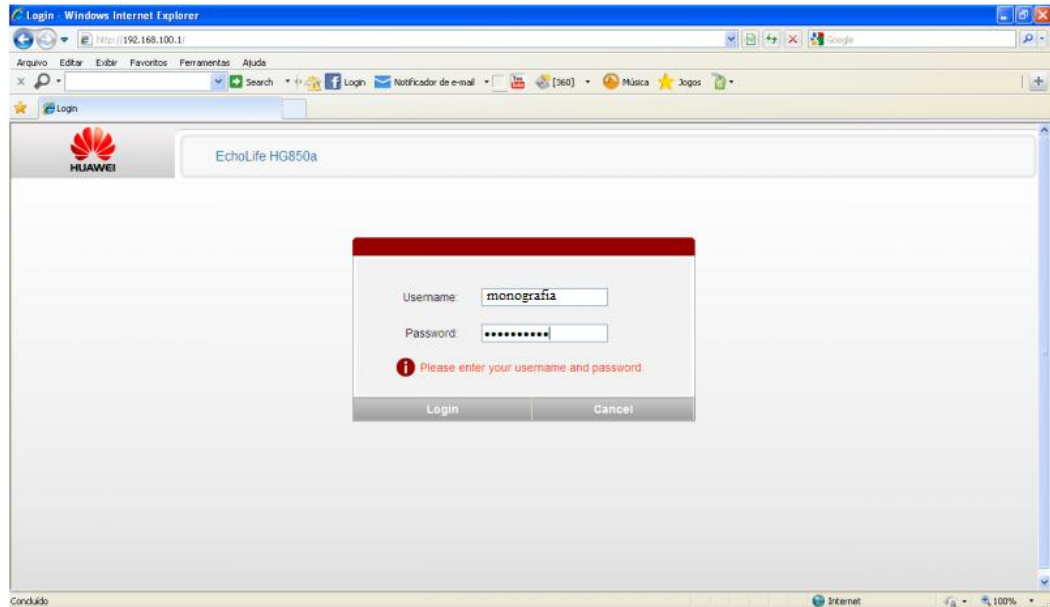 Login - Windows Internet Explorer
http://192.168.100.1/
Google
Arquivo Editar Exibir Favoritos Ferramentas Ajuda
Search Login Notificador de e-mail [360] Música Jogos
Login
HUAWEI
EchoLife HG850a
Username: monografia
Password: ••••••••••
Please enter your username and password.
Login Cancel
Concluído Internet 100%